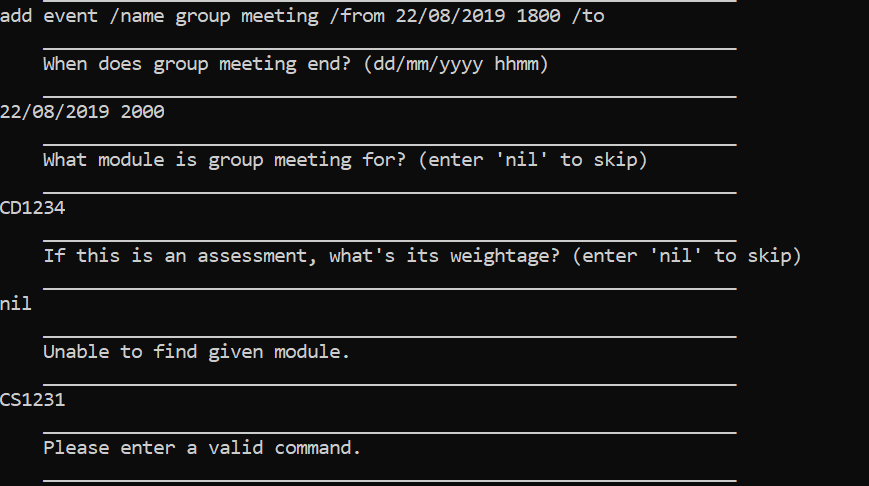 add event /name group meeting /from 22/08/2019 1800 /to
When does group meeting end? (dd/mm/yyyy hhmm)
22/08/2019 2000
What module is group meeting for? (enter 'nil' to skip)
CD1234
If this is an assessment, what's its weightage? (enter 'nil' to skip)
nil
Unable to find given module.
CS1231
Please enter a valid command.